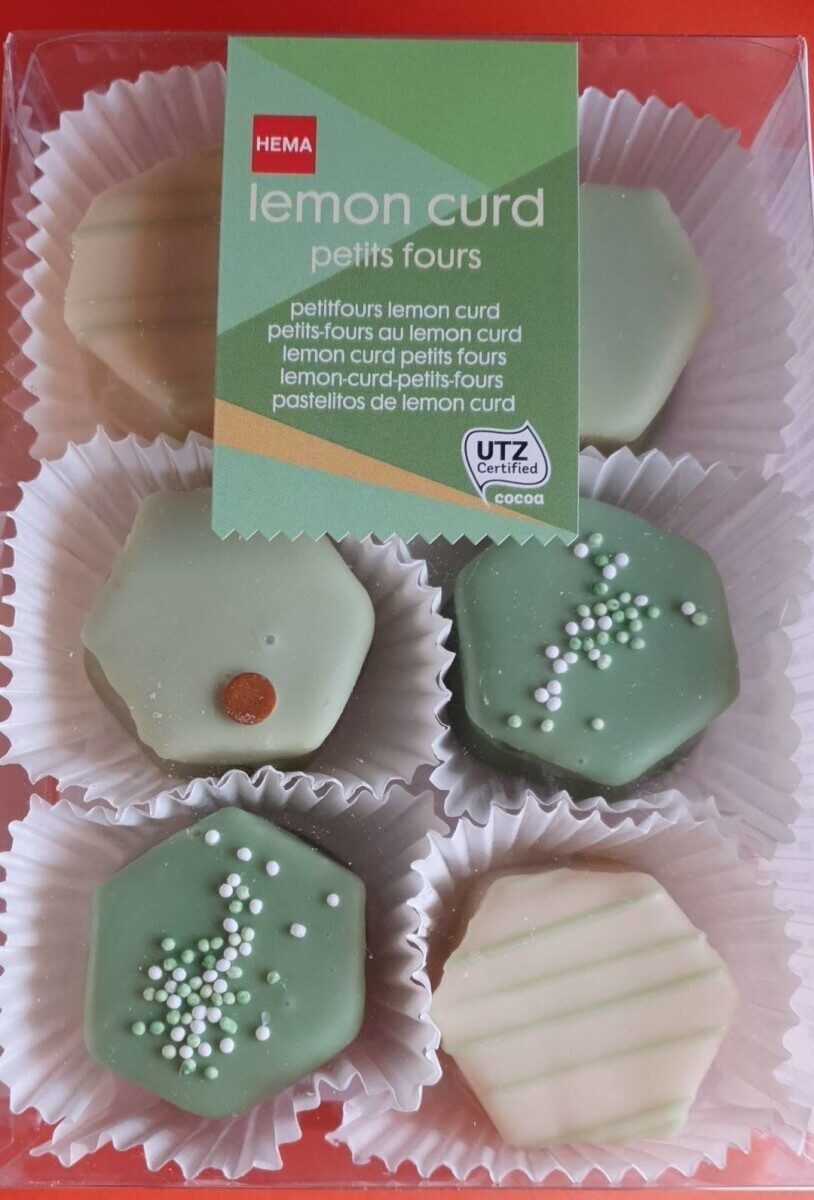 HEMA
lemon curd
petits fours
petitfours lemon curd
petits-fours au lemon curd
lemon curd petits fours
lemon-curd-petits-fours
pastelitos de lemon curd
UTZ
Certified
cocoa